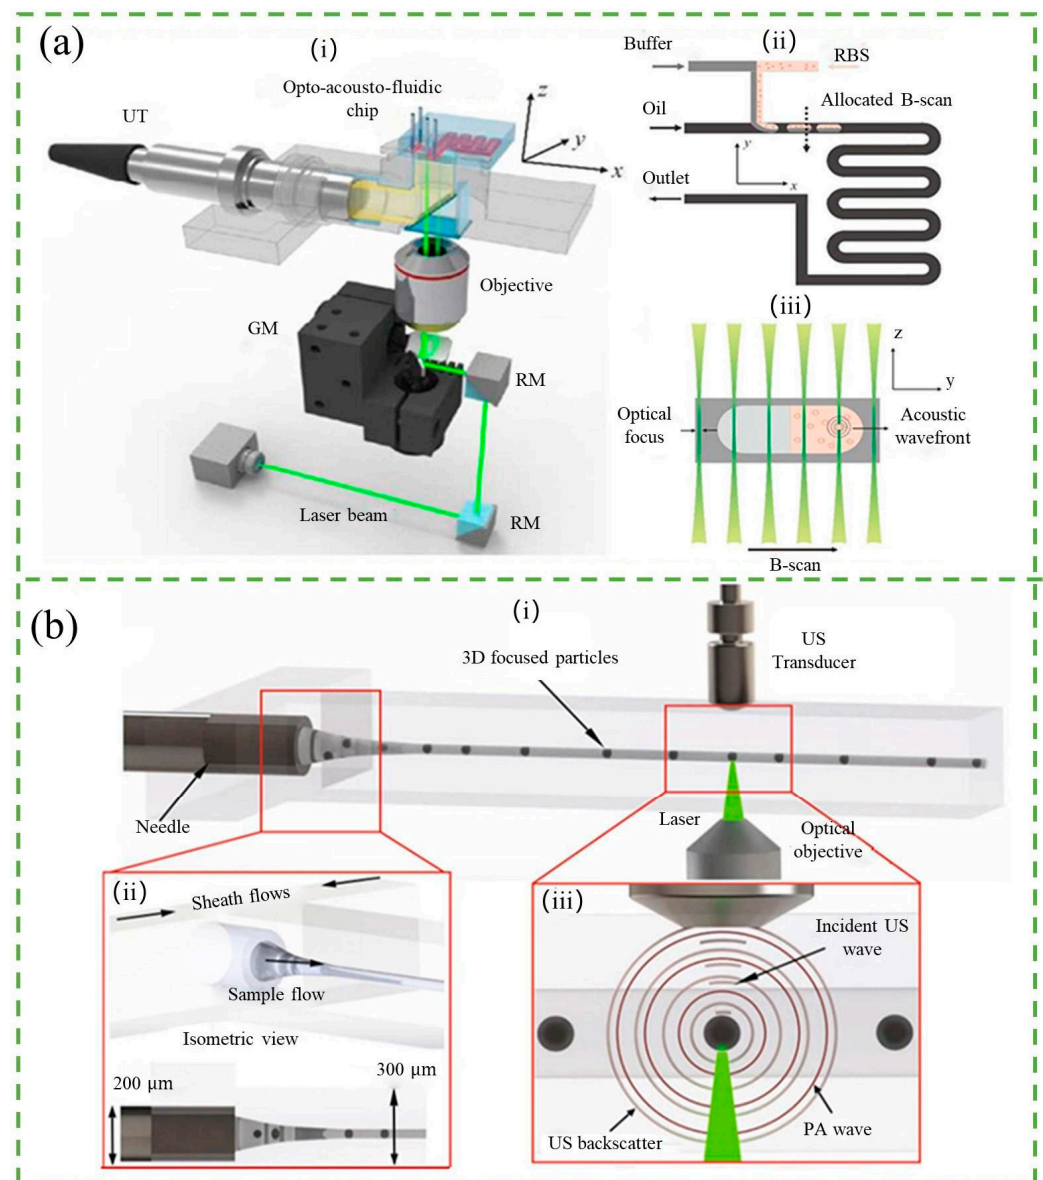 (a)
(i)
Opto-acousto-fluidic
chip
UT
z
y
x
Objective
GM
RM
Laser beam
RM
(ii)
Buffer
RBS
Oil
Allocated B-scan
y
x
Outlet
(iii)
z
y
Optical
focus
Acoustic
wavefront
B-scan
(b)
(i)
3D focused particles
US
Transducer
Needle
Laser
Optical
objective
(ii)
Sheath flows
Sample flow
Isometric view
200 μm
300 μm
(iii)
Incident US
wave
US backscatter
PA wave